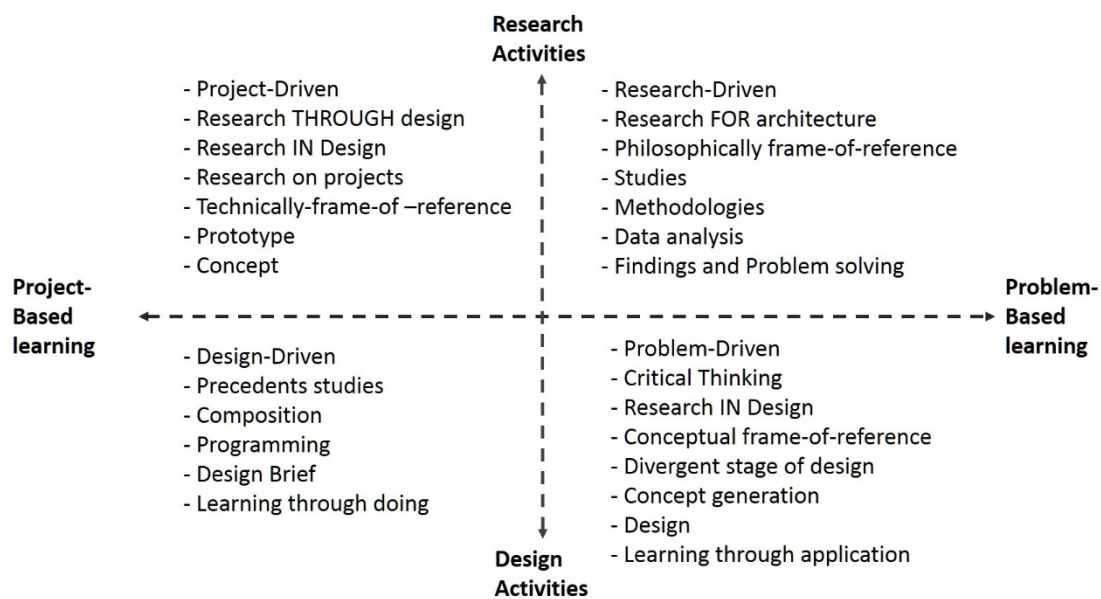 Research
Activities
- Project-Driven
- Research THROUGH design
- Research IN Design
- Research on projects
- Technically-frame-of –reference
- Prototype
- Concept
- Research-Driven
- Research FOR architecture
- Philosophically frame-of-reference
- Studies
- Methodologies
- Data analysis
- Findings and Problem solving
Project-
Based
learning
Problem-
Based
learning
- Design-Driven
- Precedents studies
- Composition
- Programming
- Design Brief
- Learning through doing
- Problem-Driven
- Critical Thinking
- Research IN Design
- Conceptual frame-of-reference
- Divergent stage of design
- Concept generation
- Design
- Learning through application
Design
Activities